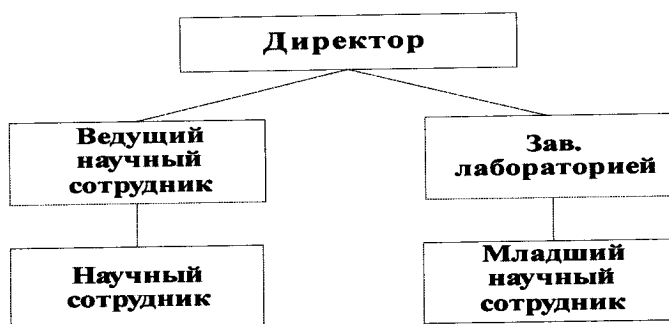 Директор
Ведущий
научный
сотрудник
Зав.
лабораторией
Научный
сотрудник
Младший
научный
сотрудник